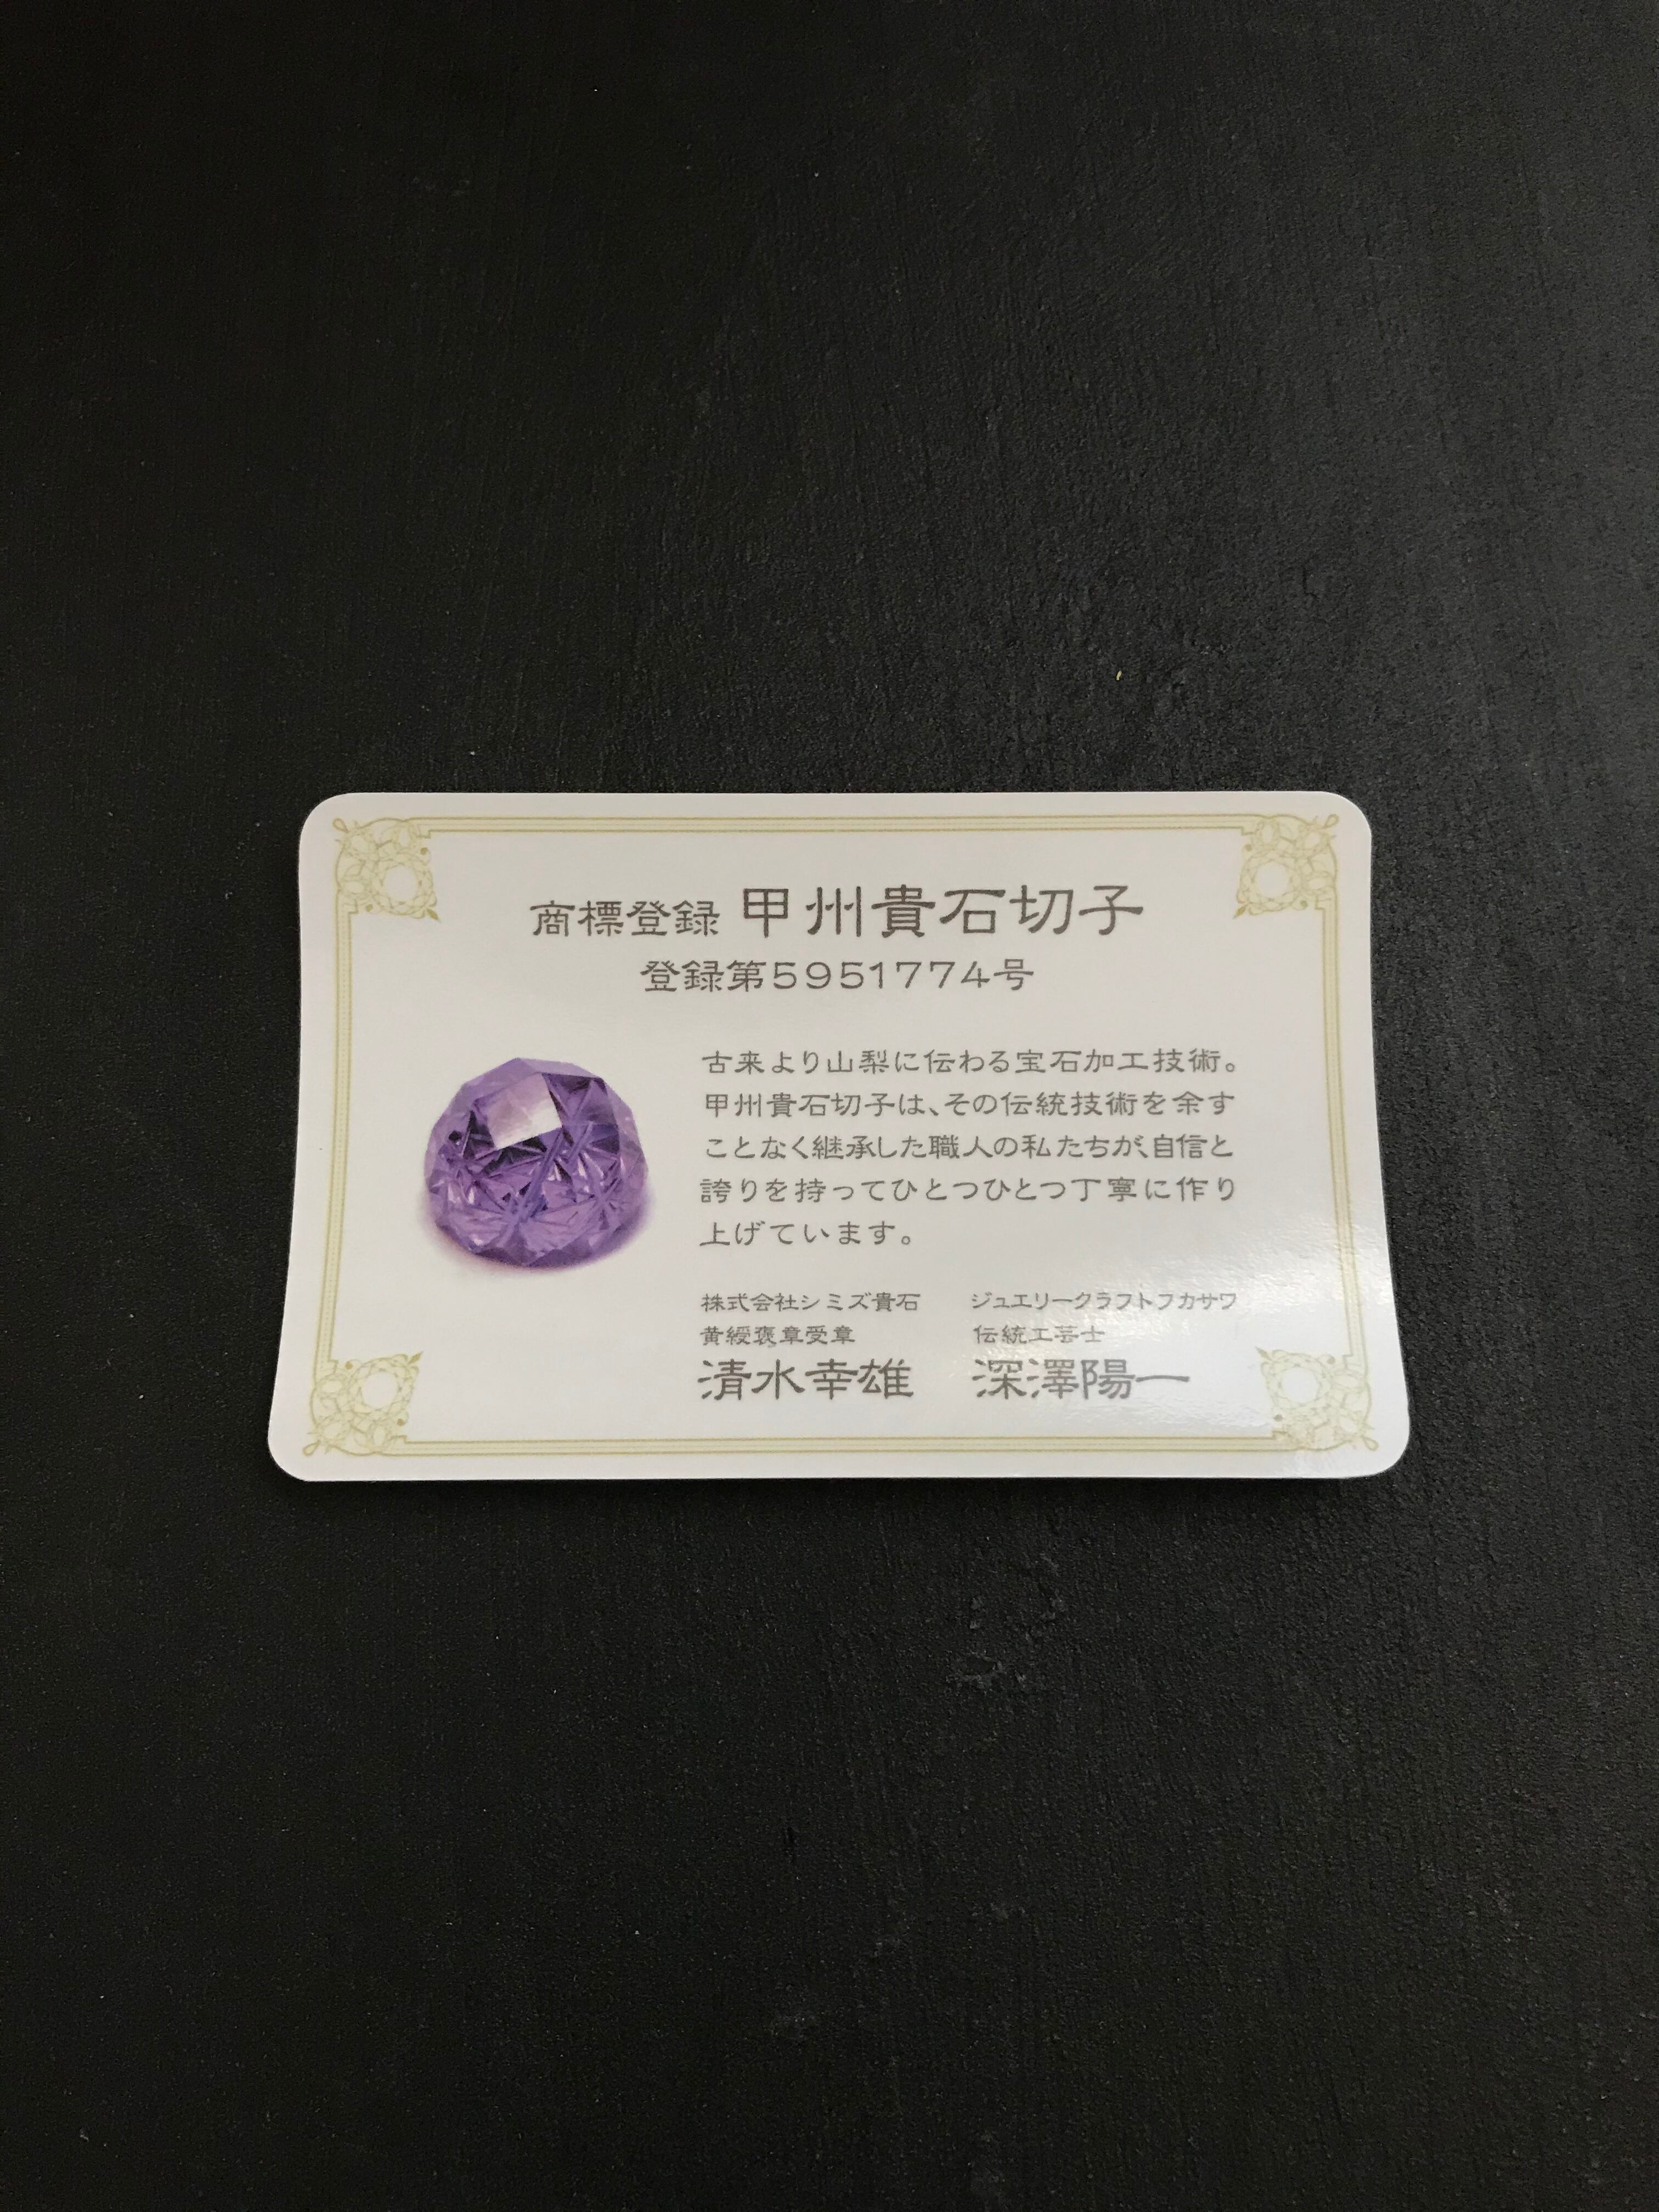 商標登録 甲州貴石切子
登録第5951774号
古来より山梨に伝わる宝石加工技術。
甲州貴石切子は、その伝統技術を余す
ことなく継承した職人の私たちが、自信と
誇りを持ってひとつひとつ丁寧に作り
上げています。
株式会社シミズ貴石 ジュエリークラフトフカサワ
黄綬褒章受章 伝統工芸士
清水幸雄 深澤陽一